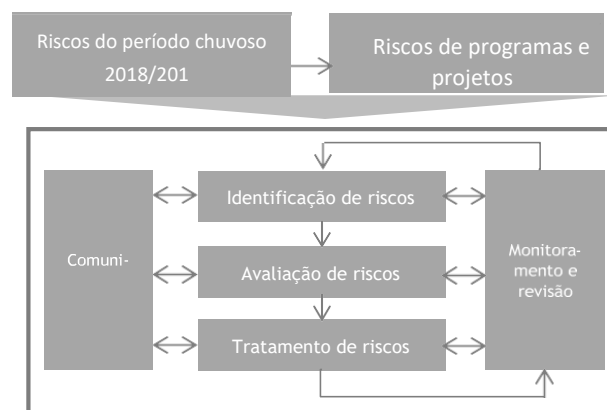 Riscos do período chuvoso
2018/201
Riscos de programas e
projetos
Identificação de riscos
Comuni-
Avaliação de riscos
Monitora-
mento e
revisão
Tratamento de riscos